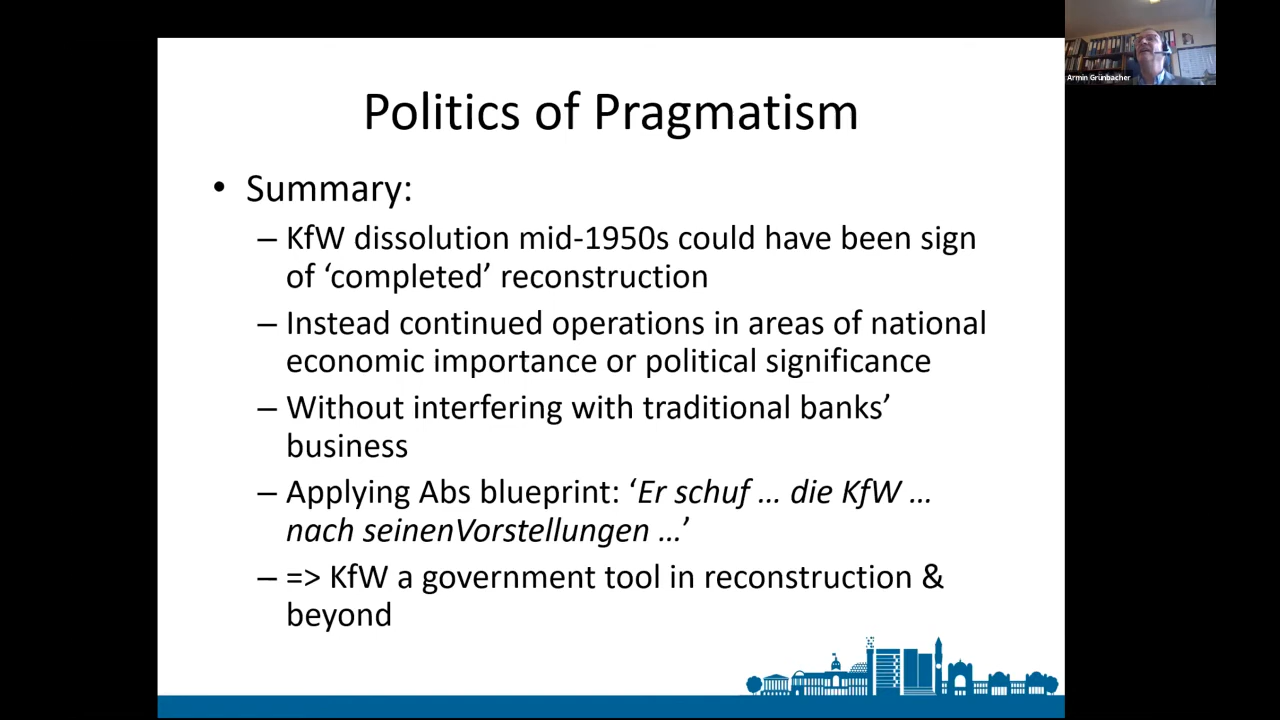 Politics of Pragmatism
• Summary:
– KfW dissolution mid-1950s could have been sign
of ‘completed’ reconstruction
– Instead continued operations in areas of national
economic importance or political significance
– Without interfering with traditional banks’
business
– Applying Abs blueprint: ‘Er schuf … die KfW …
nach seinenVorstellungen …’
– => KfW a government tool in reconstruction &
beyond
Armin Grünbacher